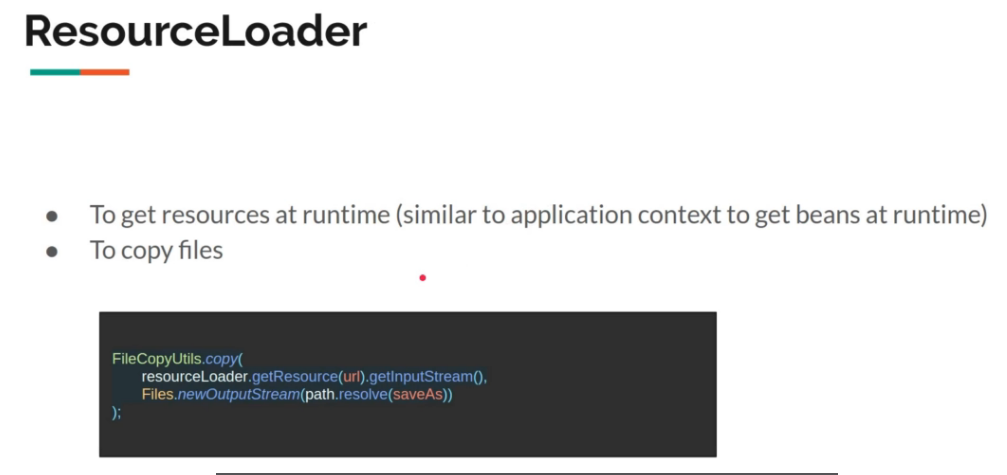 ResourceLoader
● To get resources at runtime (similar to application context to get beans at runtime)
● To copy files
FileCopyUtils.copy(
resourceLoader.getResource(url).getInputStream(),
Files.newOutputStream(path.resolve(saveAs))
);